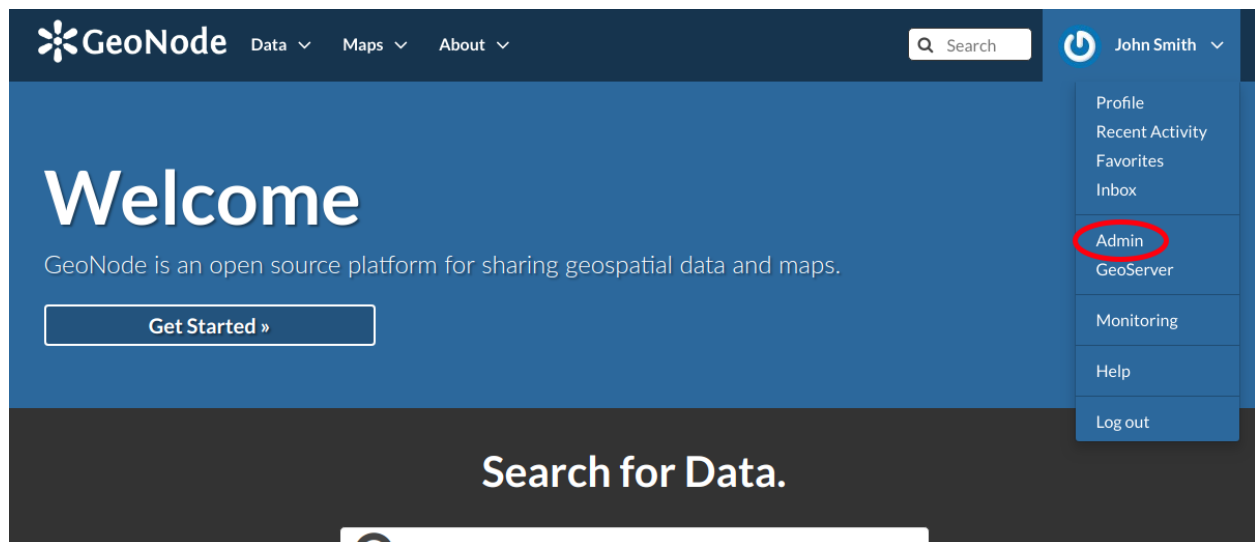 GeoNode Data Maps About Search John Smith
Profile
Recent Activity
Favorites
Inbox
Admin
GeoServer
Monitoring
Help
Log out
Welcome
GeoNode is an open source platform for sharing geospatial data and maps.
Get Started »
Search for Data.